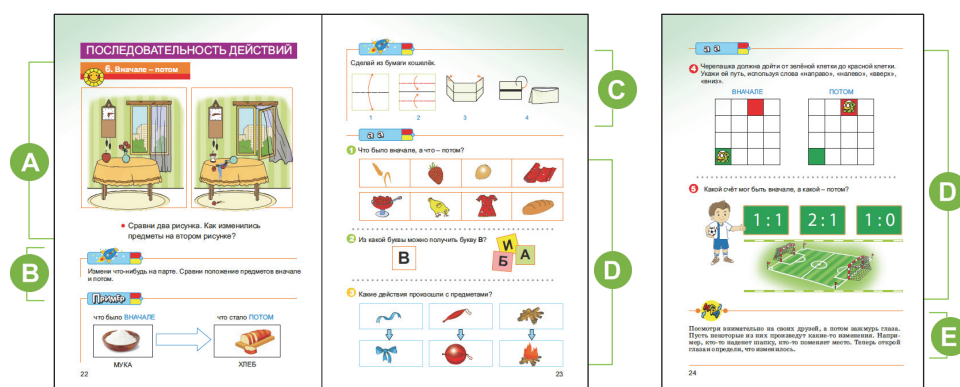 ПОСЛЕДОВАТЕЛЬНОСТЬ ДЕЙСТВИЙ
6. Вначале – потом
A
• Сравни два рисунка. Как изменились
предметы на втором рисунке?
B
Измени что-нибудь на парте. Сравни положение предметов вначале
и потом.
ПРИМЕР
что было ВНАЧАЛЕ
что стало ПОТОМ
МУКА
ХЛЕБ
22
Сделай из бумаги кошелёк.
1
2
3
4
C
a a
1 Что было вначале, а что – потом?
2 Из какой буквы можно получить букву В?
В
И
Б
А
D
3 Какие действия произошли с предметами?
23
a a
4 Черепашка должна дойти от зелёной клетки до красной клетки.
Укажи ей путь, используя слова «направо», «налево», «вверх»,
«вниз».
ВНАЧАЛЕ
ПОТОМ
D
5 Какой счёт мог быть вначале, а какой – потом?
1:1
2:1
1:0
E
Посмотри внимательно на своих друзей, а потом зажмурь глаза.
Пусть некоторые из них произведут какие-то изменения. Напри-
мер, кто-то наденет шапку, кто-то поменяет место. Теперь открой
глаза и определи, что изменилось.
24